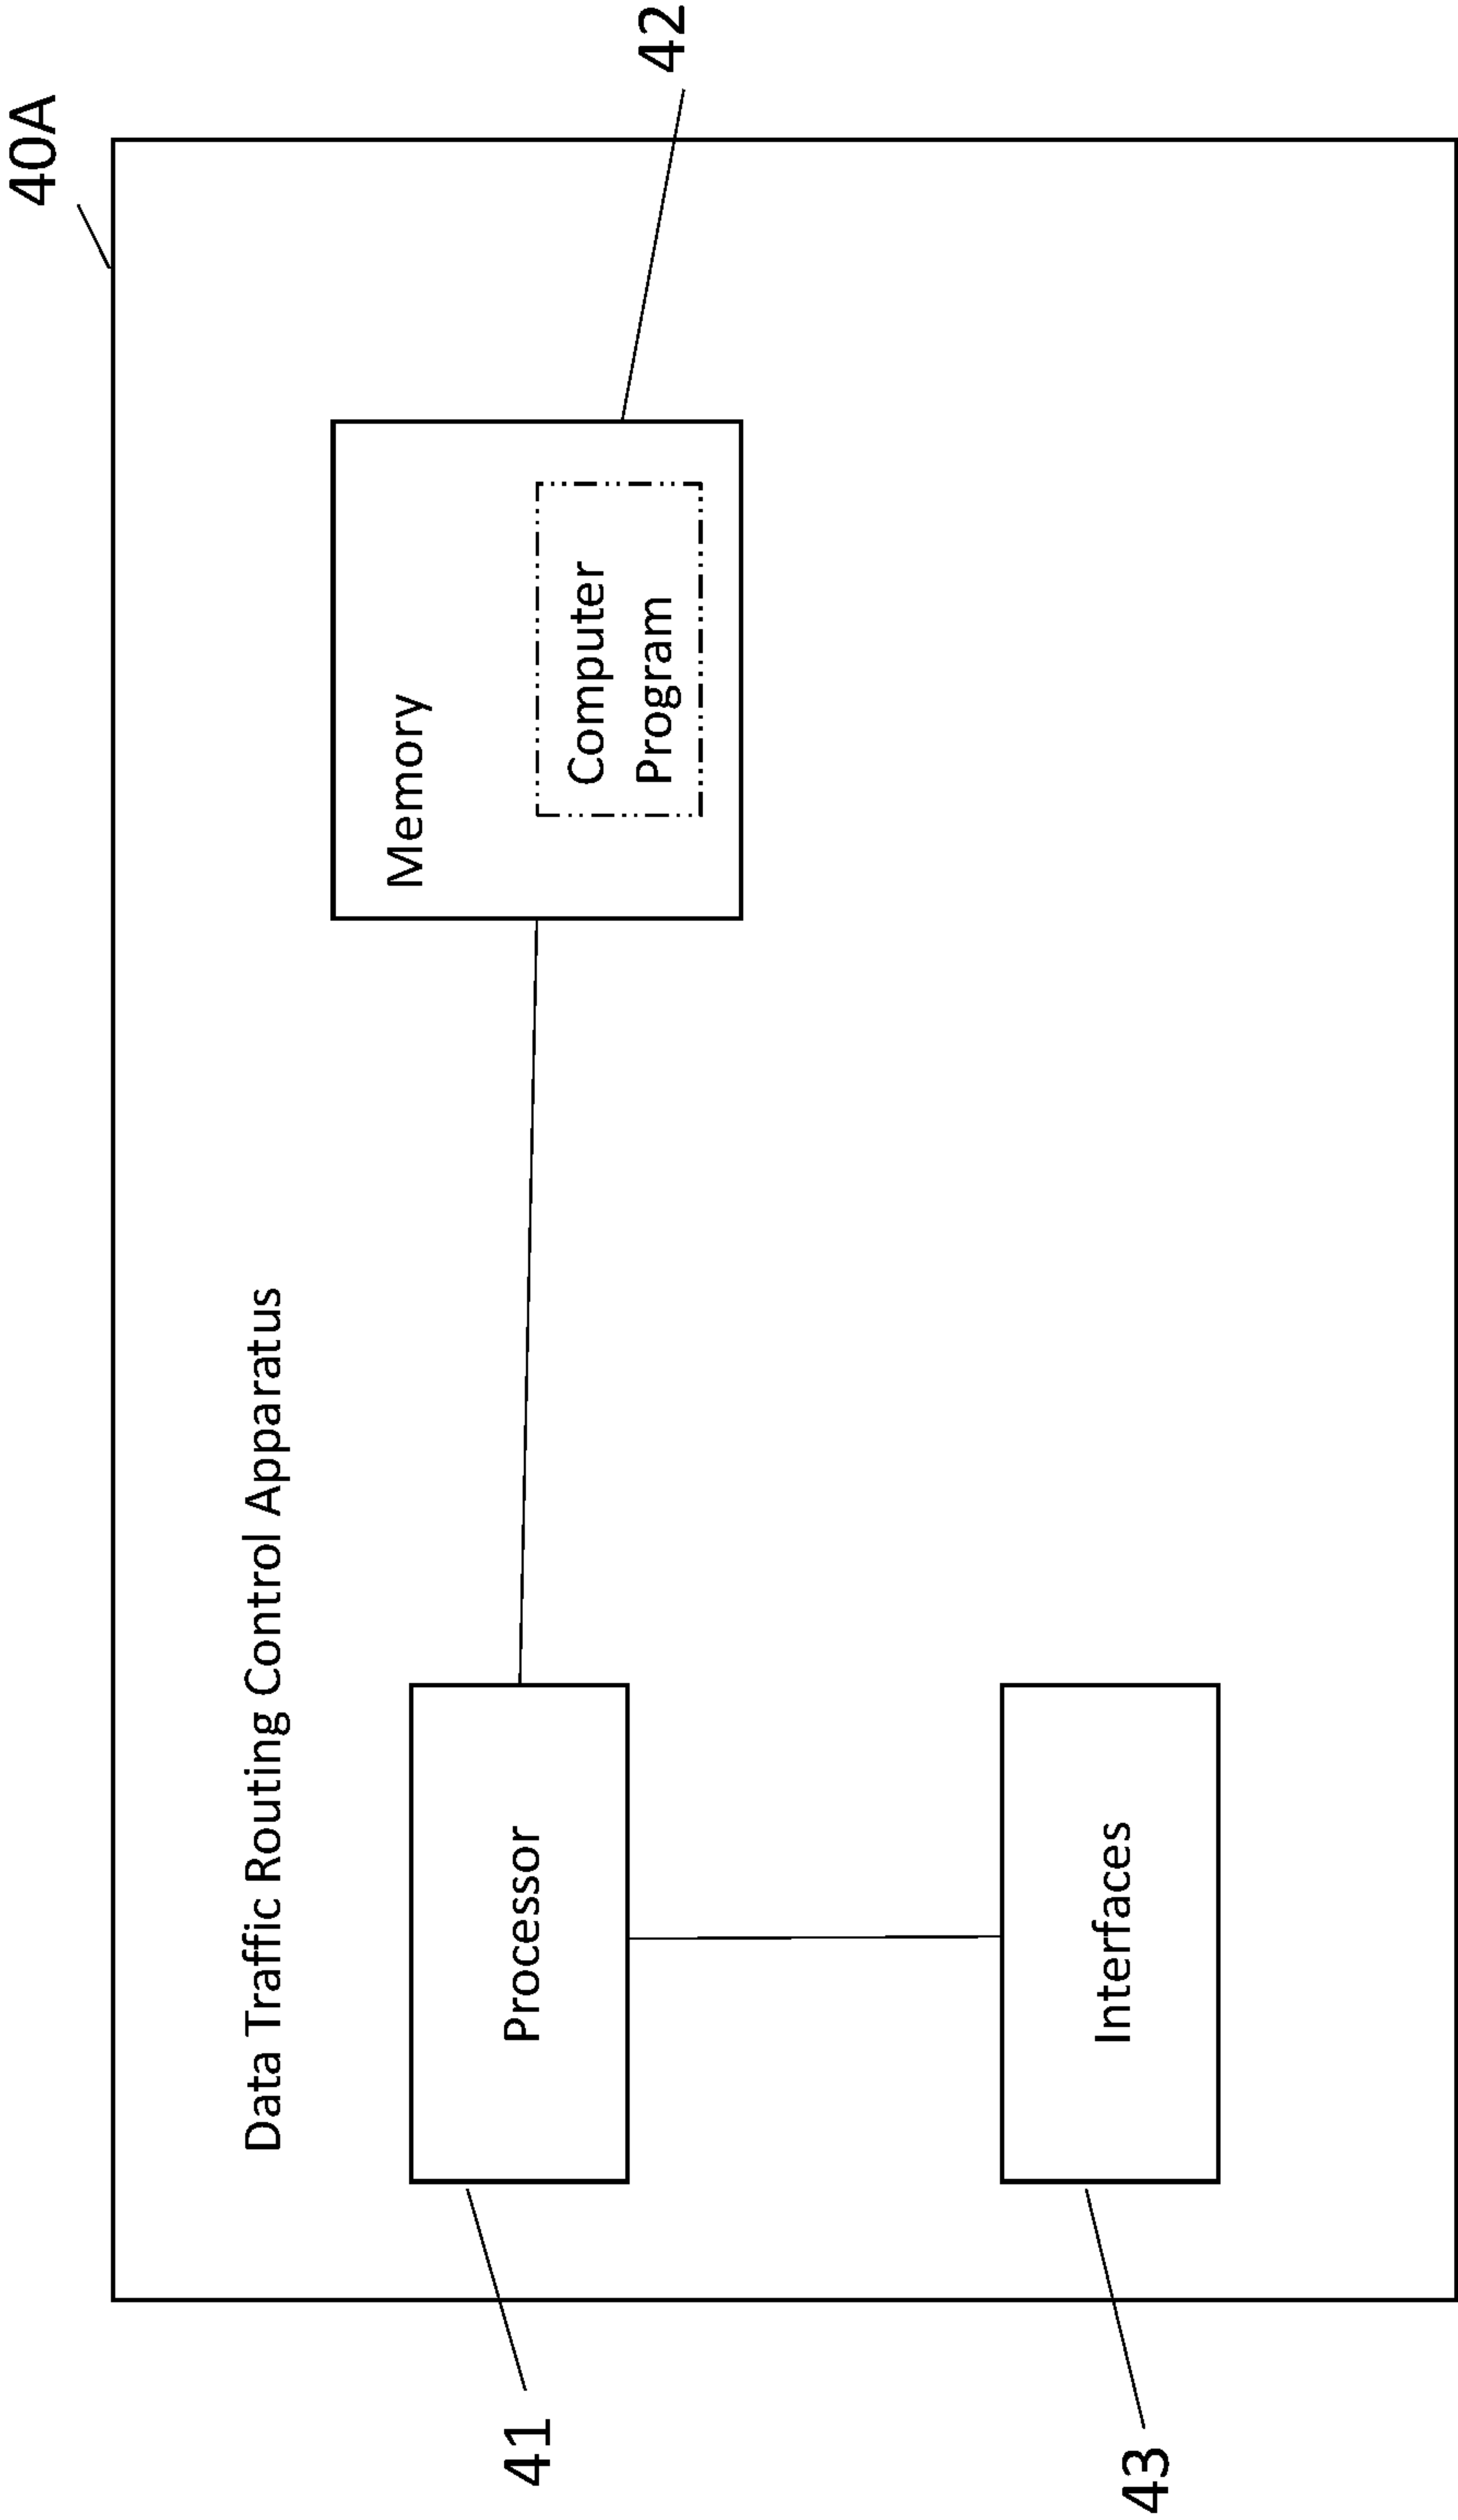 40A
Data Traffic Routing Control Apparatus
41
Processor
Memory
Computer
Program
42
43
Interfaces